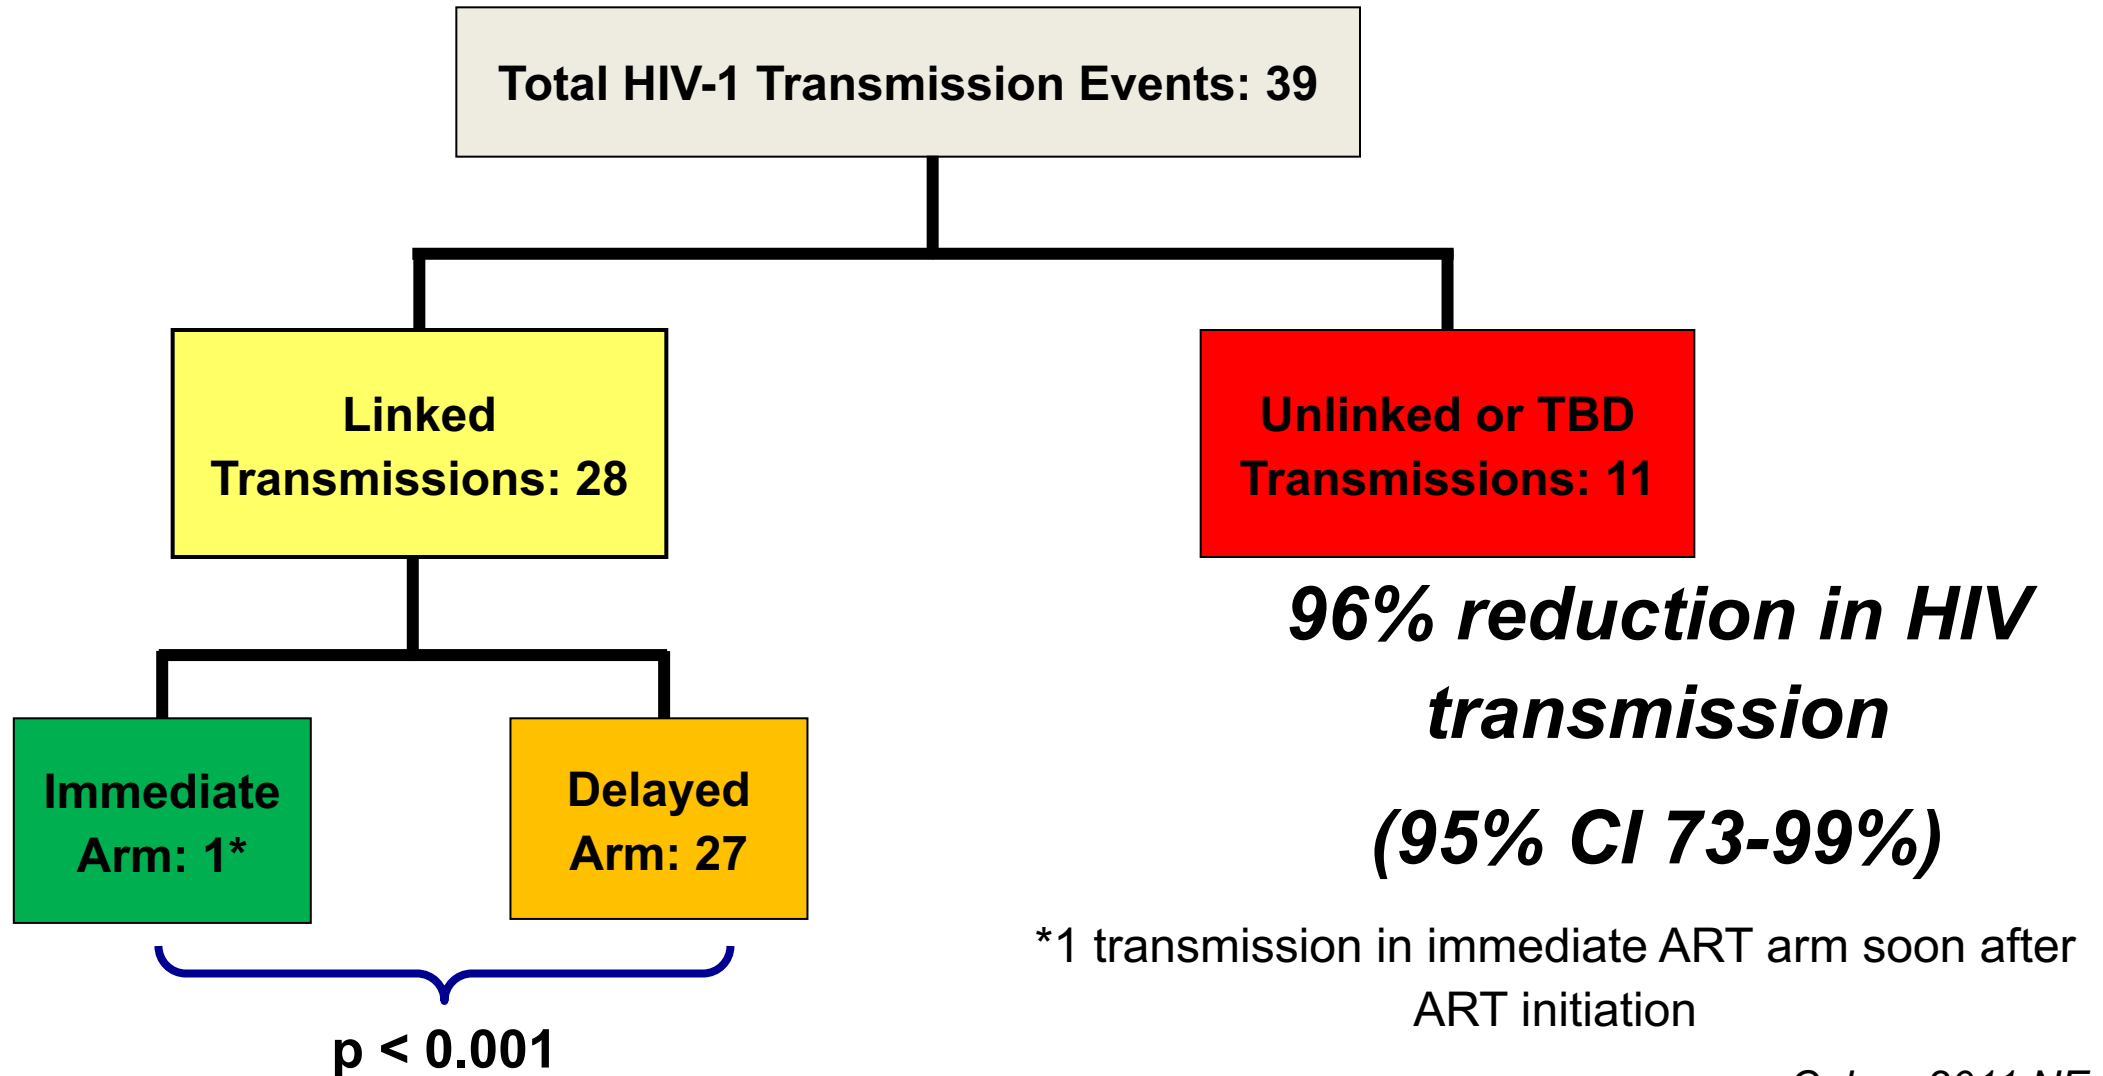 Total HIV-1 Transmission Events: 39
Linked
Transmissions: 28
Unlinked or TBD
Transmissions: 11
Immediate
Arm: 1*
Delayed
Arm: 27
p < 0.001
96% reduction in HIV
transmission
(95% CI 73-99%)
*1 transmission in immediate ART arm soon after
ART initiation